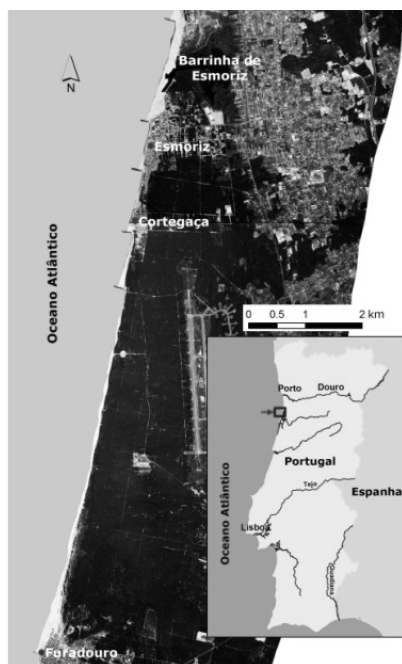 Barrinha de
Esmoriz
N
Esmoriz
Cortegaça
Oceano Atlântico
0 0.5 1 2 km
Porto Douro
Portugal
Espanha
Tejo
Lisboa
Oceano Atlântico
Guadiana
Furadouro